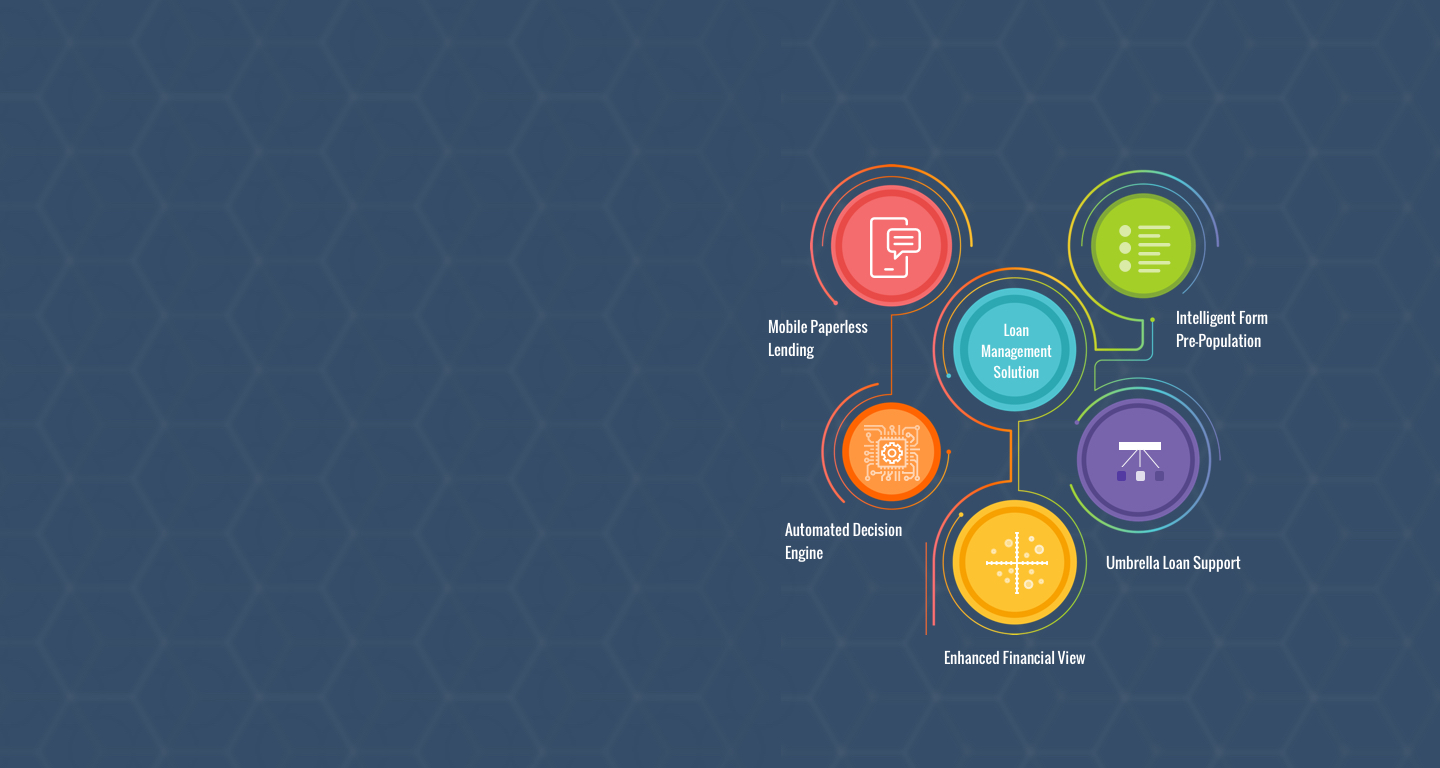 Mobile Paperless
Lending
Intelligent Form
Pre-Population
Loan
Management
Solution
Automated Decision
Engine
Umbrella Loan Support
Enhanced Financial View